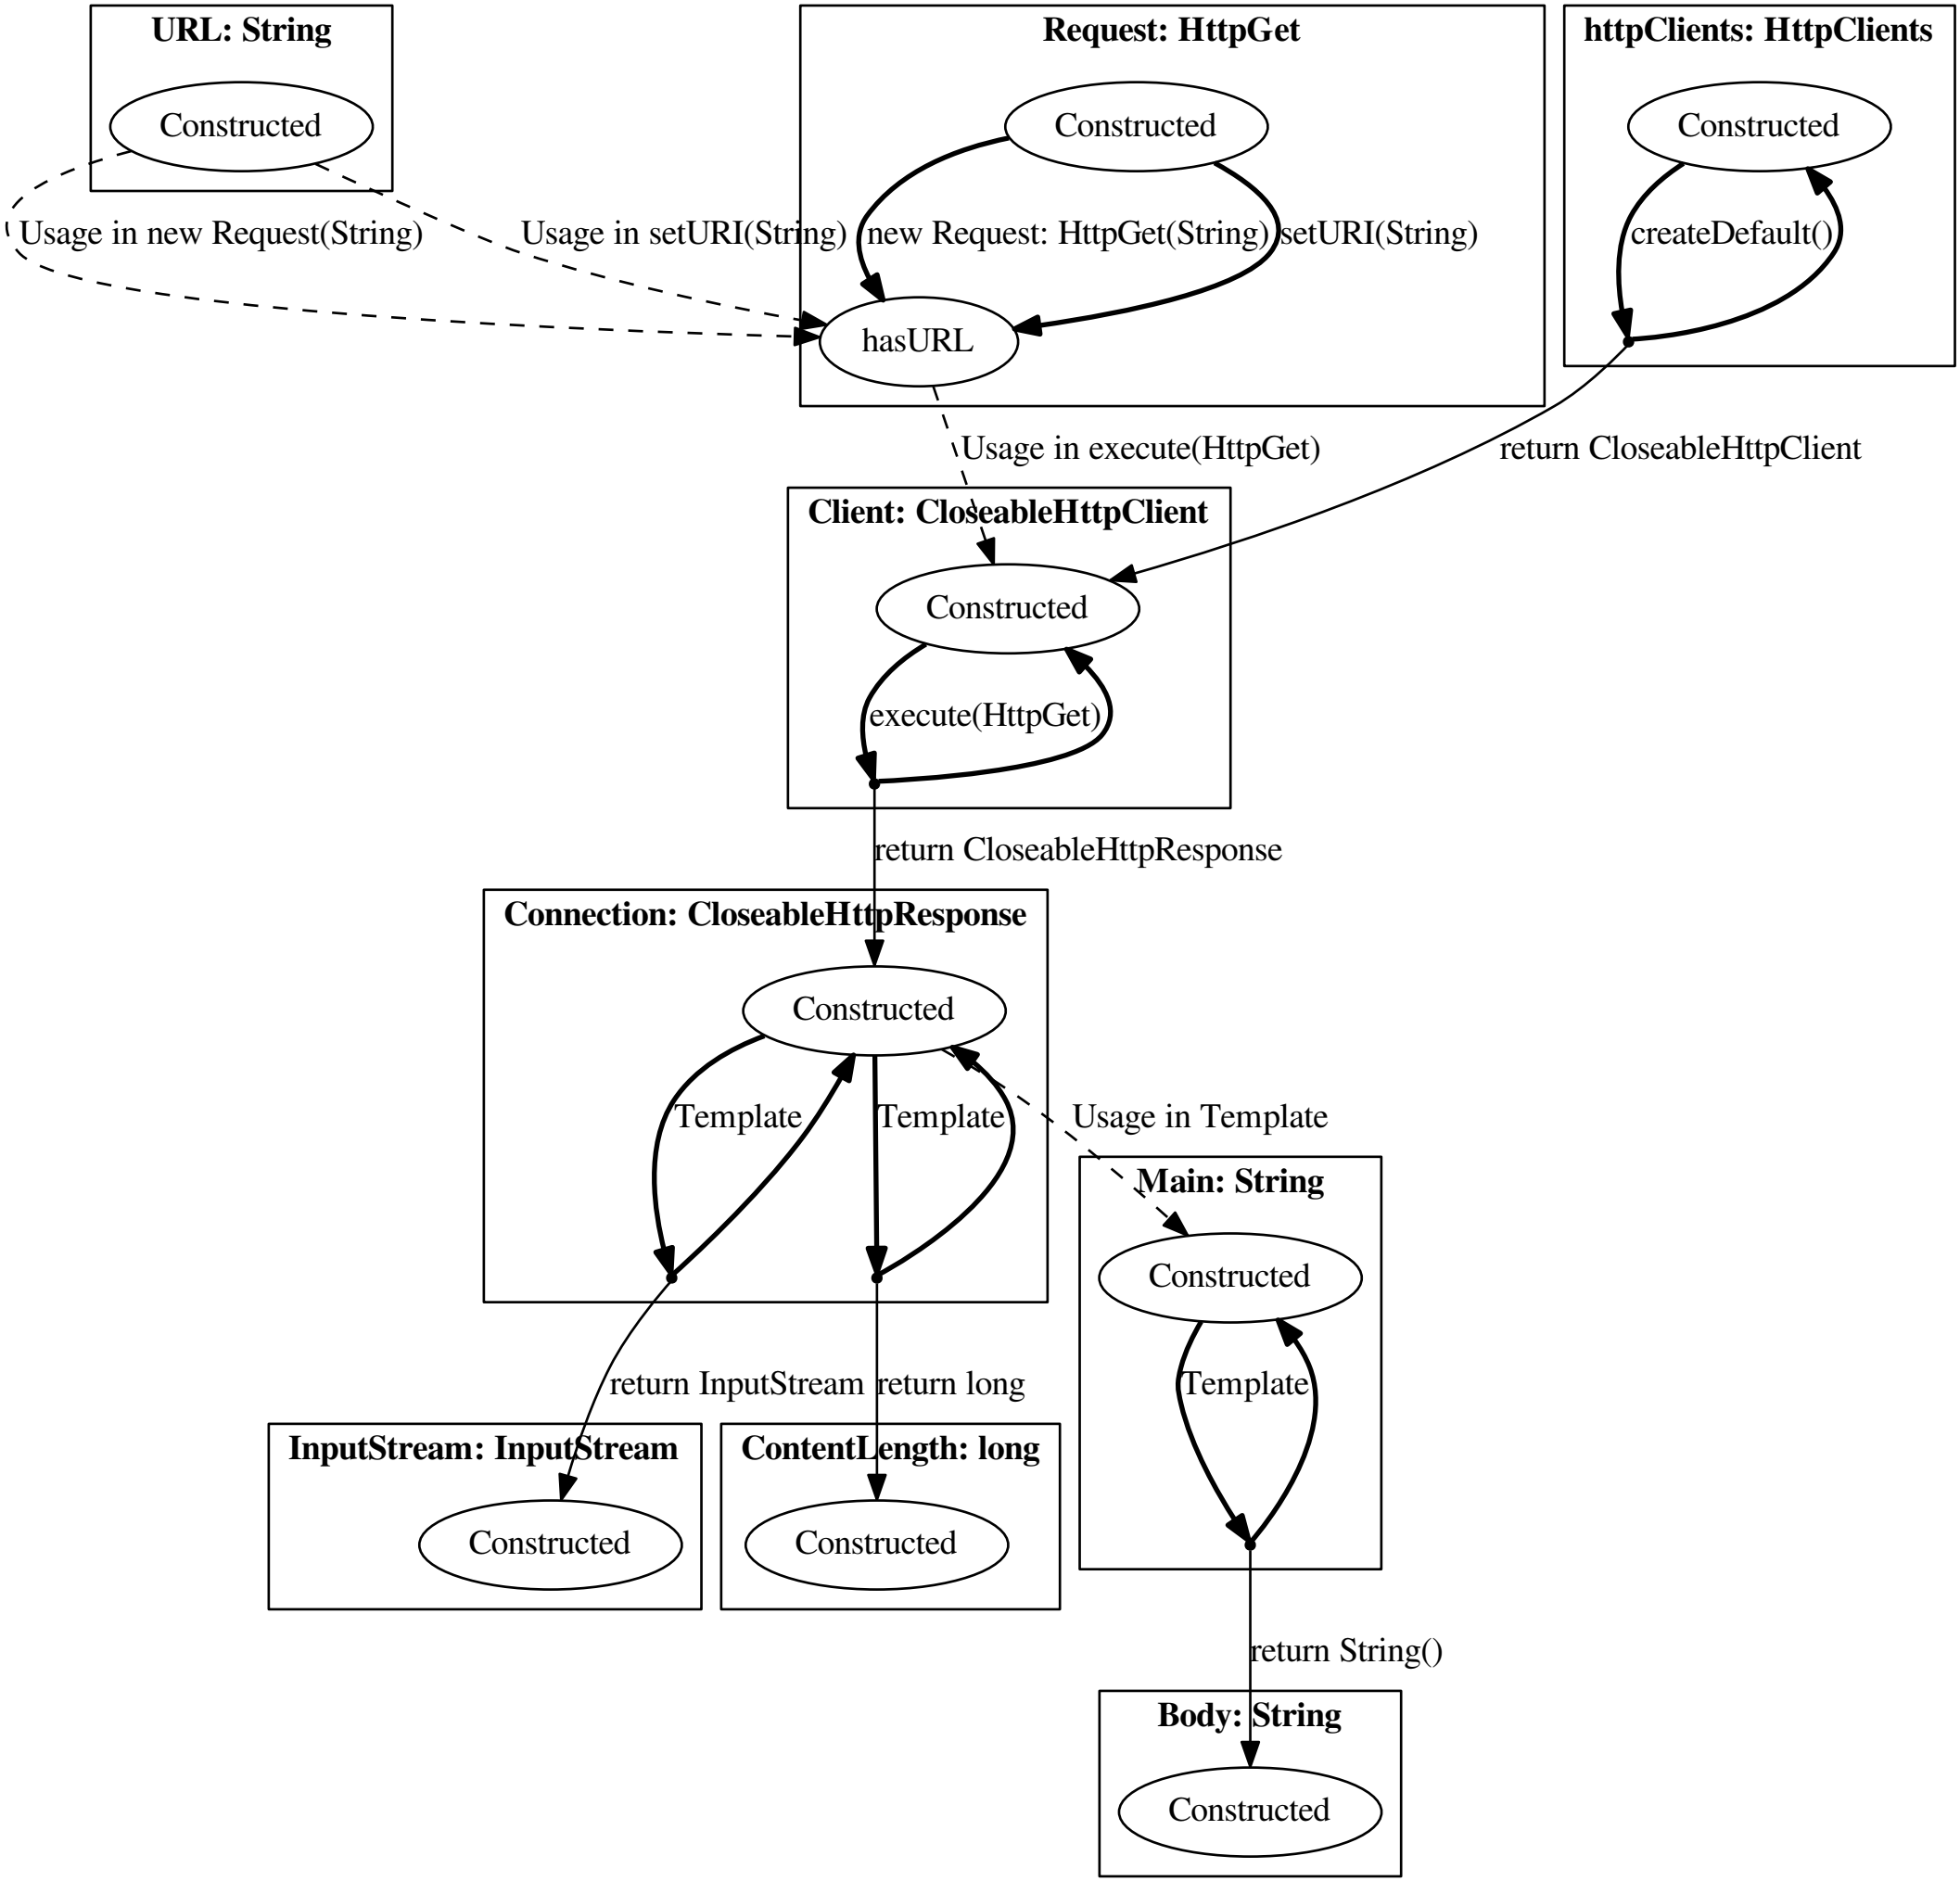 URL: String
Request: HttpGet
httpClients: HttpClients
Constructed
Constructed
Constructed
Usage in new Request(String)
Usage in setURI(String)
new Request: HttpGet(String)
setURI(String)
createDefault()
hasURL
Usage in execute(HttpGet)
return CloseableHttpClient
Client: CloseableHttpClient
Constructed
execute(HttpGet)
return CloseableHttpResponse
Connection: CloseableHttpResponse
Constructed
Template
Template
Usage in Template
Main: String
Constructed
return InputStream
return long
Template
InputStream: InputStream
ContentLength: long
Constructed
Constructed
return String()
Body: String
Constructed